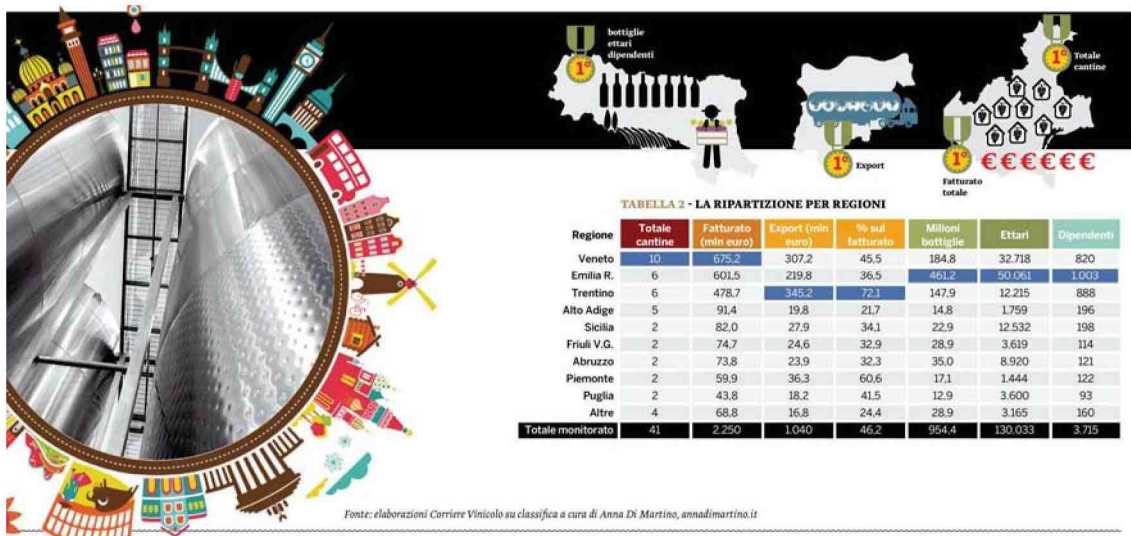 bottiglie
ettari
dipendenti
1°
1°
Totale
cantine
1°
Export
1°
Fatturato
totale
€€€€€€
TABELLA 2 - LA RIPARTIZIONE PER REGIONI
Regione Totale cantine Fatturato (mln euro) Export (mln euro) % sul fatturato Milioni bottiglie Ettari Dipendenti
Veneto 10 675,2 307,2 45,5 184,8 32.718 820
Emilia R. 6 601,5 219,8 36,5 461,2 50.061 1.003
Trentino 6 478,7 345,2 72,1 147,9 12.215 888
Alto Adige 5 91,4 19,8 21,7 14,8 1.759 196
Sicilia 2 82,0 27,9 34,1 22,9 12.532 198
Friuli V.G. 2 74,7 24,6 32,9 28,9 3.619 114
Abruzzo 2 73,8 23,9 32,3 35,0 8.920 121
Piemonte 2 59,9 36,3 60,6 17,1 1.444 122
Puglia 2 43,8 18,2 41,5 12,9 3.600 93
Altre 4 68,8 16,8 24,4 28,9 3.165 160
Totale monitorato 41 2.250 1.040 46,2 954,4 130.033 3.715
Fonte: elaborazioni Corriere Vinicolo su classifica a cura di Anna Di Martino, annadimartino.it